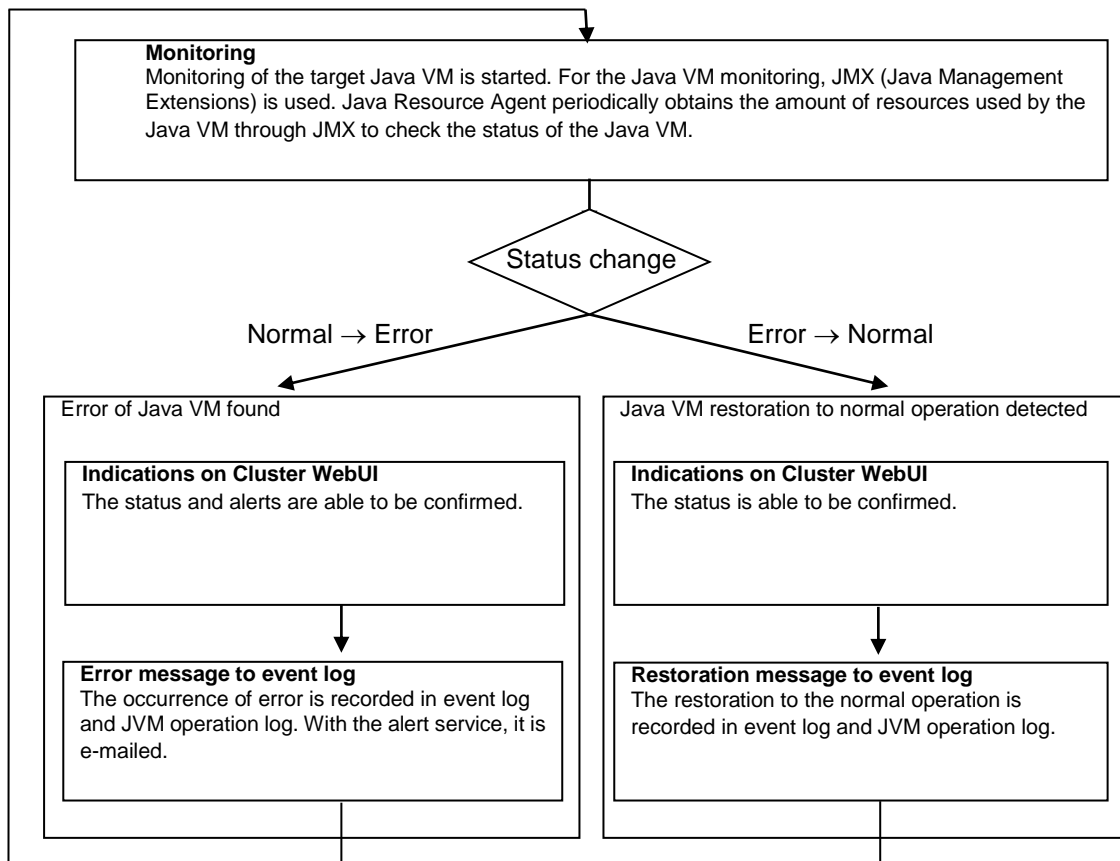 Monitoring
Monitoring of the target Java VM is started. For the Java VM monitoring, JMX (Java Management
Extensions) is used. Java Resource Agent periodically obtains the amount of resources used by the
Java VM through JMX to check the status of the Java VM.
Status change
Normal → Error
Error → Normal
Error of Java VM found
Indications on Cluster WebUI
The status and alerts are able to be confirmed.
Error message to event log
The occurrence of error is recorded in event log
and JVM operation log. With the alert service, it is
e-mailed.
Java VM restoration to normal operation detected
Indications on Cluster WebUI
The status is able to be confirmed.
Restoration message to event log
The restoration to the normal operation is
recorded in event log and JVM operation log.